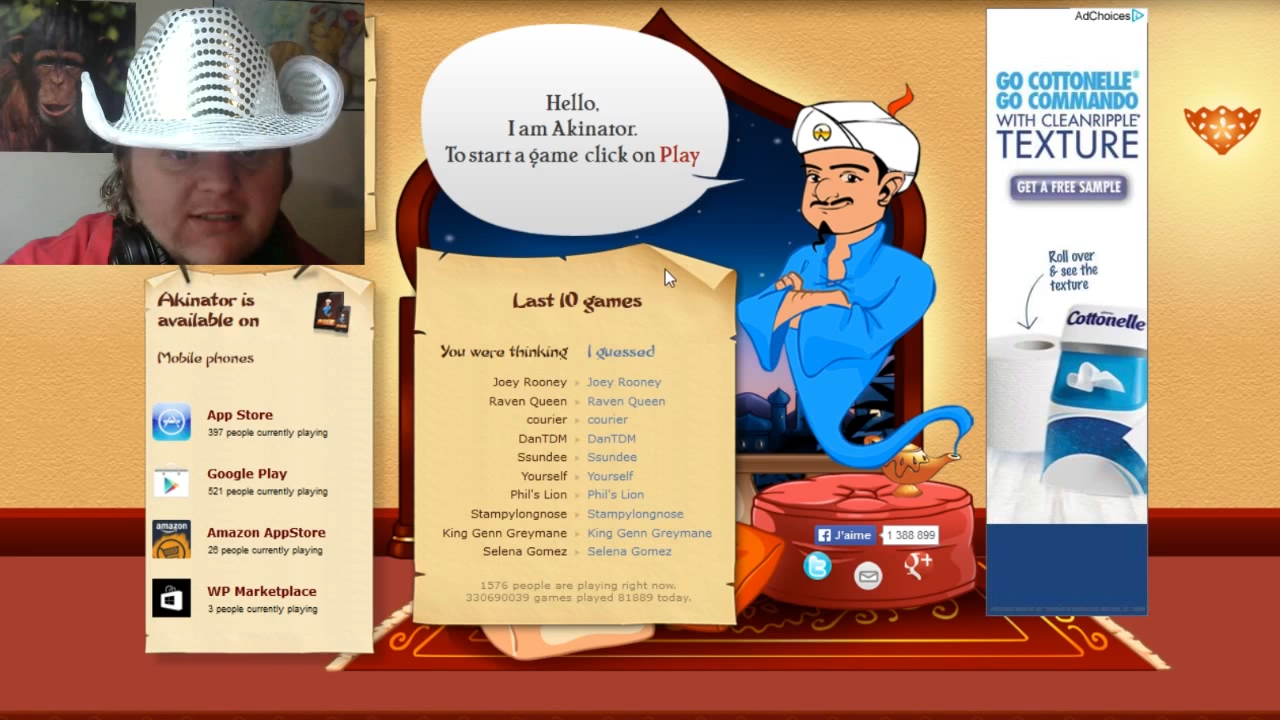 Hello,
I am Akinator.
To start a game click on Play
Akinator is
available on
Mobile phones
App Store
397 people currently playing
Google Play
521 people currently playing
amazon
Amazon AppStore
26 people currently playing
WP Marketplace
3 people currently playing
Last 10 games
You were thinking I guessed
Joey Rooney Joey Rooney
Raven Queen Raven Queen
courier courier
DanTDM DanTDM
Ssundee Ssundee
Yourself Yourself
Phil's Lion Phil's Lion
Stampylongnose Stampylongnose
King Genn Greymane King Genn Greymane
Selena Gomez Selena Gomez
1576 people are playing right now.
330690039 games played 81889 today.
J'aime 1 388 899
g+
AdChoices
GO COTTONELLE®
GO COMMANDO
WITH CLEANRIPPLE™
TEXTURE
GET A FREE SAMPLE
Roll over
& see the
texture
Cottonelle